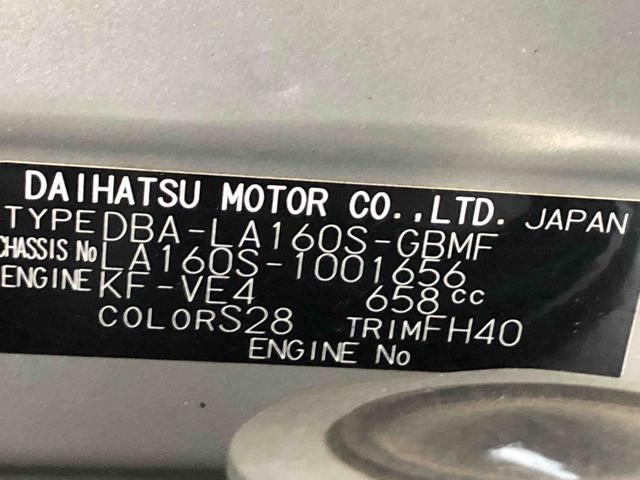 DAIHATSU MOTOR CO.,LTD. JAPAN
TYPE DBA-LA160S-GBMF
CHASSIS No LA160S-1001656
ENGINE KF-VE4 658cc
COLOR S28 TRIM FH40
ENGINE No